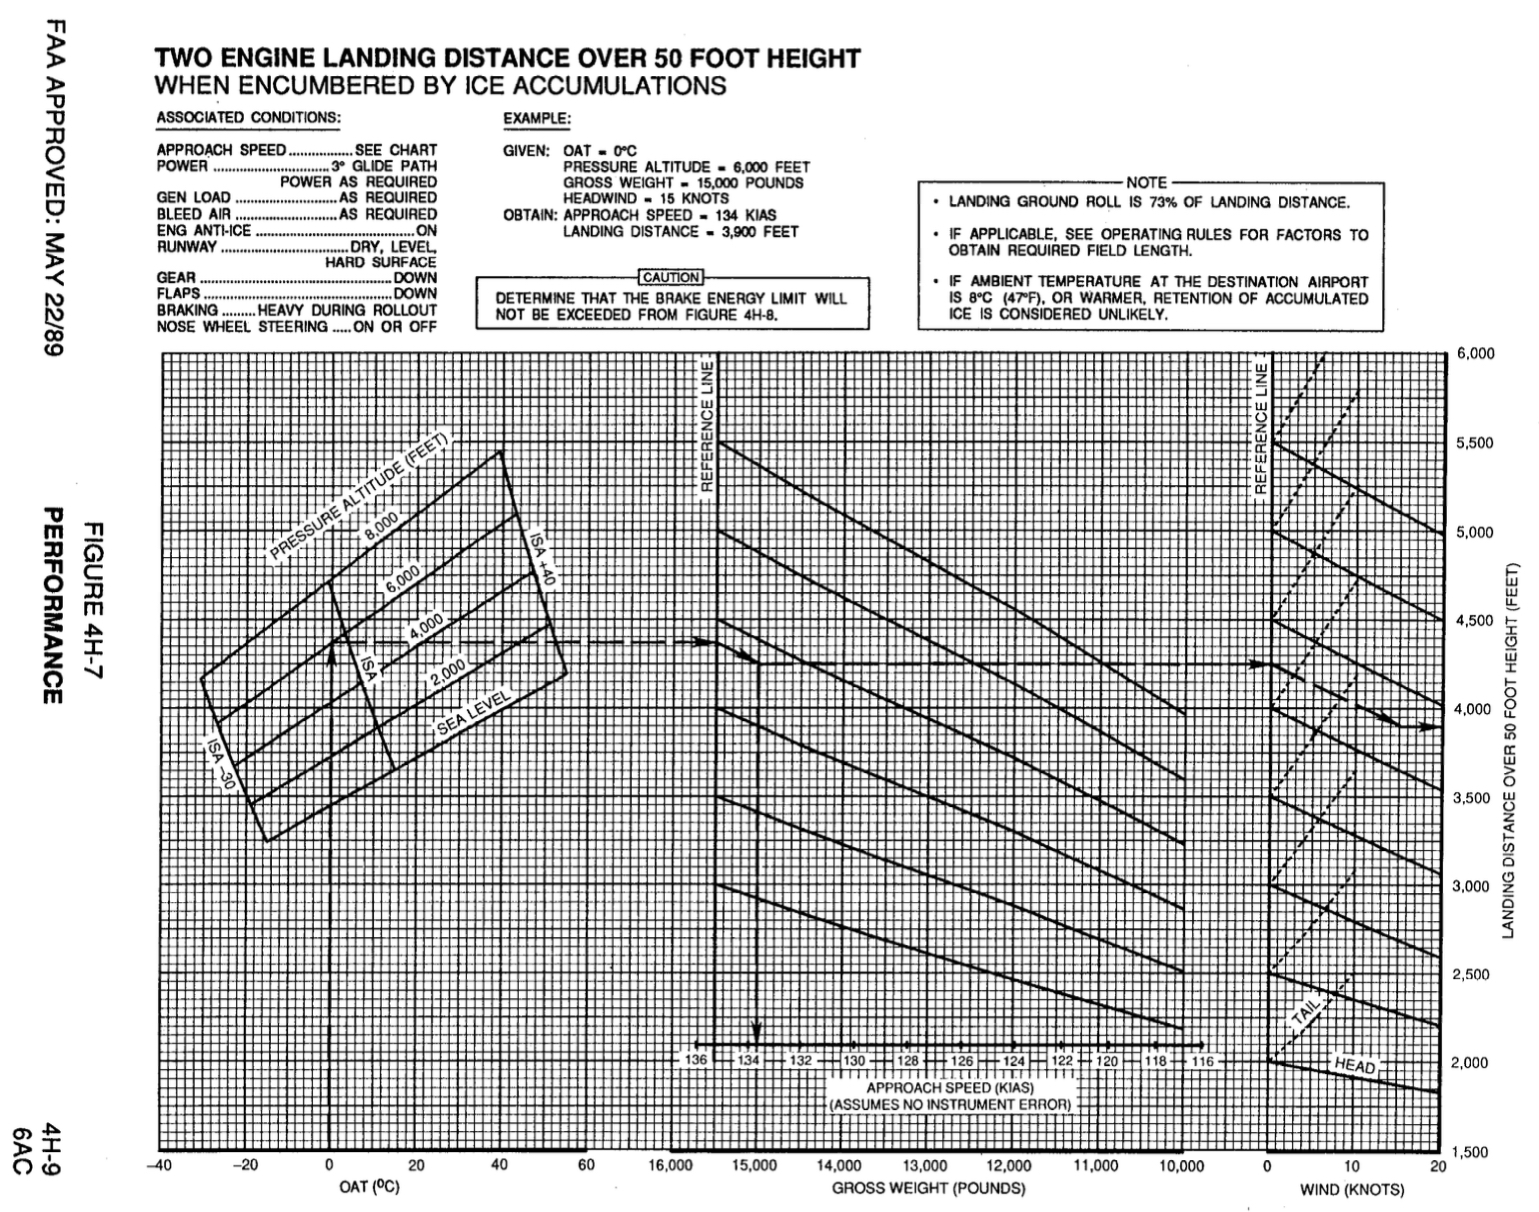 FAA APPROVED: MAY 22/89
FIGURE 4H-7
PERFORMANCE
4H-9
6AC
TWO ENGINE LANDING DISTANCE OVER 50 FOOT HEIGHT
WHEN ENCUMBERED BY ICE ACCUMULATIONS
ASSOCIATED CONDITIONS:
APPROACH SPEED ................ SEE CHART
POWER ............................. 3° GLIDE PATH
POWER AS REQUIRED
GEN LOAD ......................... AS REQUIRED
BLEED AIR ......................... AS REQUIRED
ENG ANTI-ICE ....................................... ON
RUNWAY ............................... DRY, LEVEL,
HARD SURFACE
GEAR ............................................... DOWN
FLAPS .............................................. DOWN
BRAKING ......... HEAVY DURING ROLLOUT
NOSE WHEEL STEERING ..... ON OR OFF
EXAMPLE:
GIVEN: OAT = 0°C
PRESSURE ALTITUDE = 6,000 FEET
GROSS WEIGHT = 15,000 POUNDS
HEADWIND = 15 KNOTS
OBTAIN: APPROACH SPEED = 134 KIAS
LANDING DISTANCE = 3,900 FEET
CAUTION
DETERMINE THAT THE BRAKE ENERGY LIMIT WILL
NOT BE EXCEEDED FROM FIGURE 4H-8.
NOTE
• LANDING GROUND ROLL IS 73% OF LANDING DISTANCE.
• IF APPLICABLE, SEE OPERATING RULES FOR FACTORS TO
OBTAIN REQUIRED FIELD LENGTH.
• IF AMBIENT TEMPERATURE AT THE DESTINATION AIRPORT
IS 8°C (47°F), OR WARMER, RETENTION OF ACCUMULATED
ICE IS CONSIDERED UNLIKELY.
PRESSURE ALTITUDE (FEET)
8,000
6,000
4,000
2,000
SEA LEVEL
ISA +40
ISA
ISA -30
REFERENCE LINE
REFERENCE LINE
TAIL
HEAD
136 134 132 130 128 126 124 122 120 118 116
APPROACH SPEED (KIAS)
(ASSUMES NO INSTRUMENT ERROR)
6,000
5,500
5,000
4,500
4,000
3,500
3,000
2,500
2,000
1,500
LANDING DISTANCE OVER 50 FOOT HEIGHT (FEET)
-40 -20 0 20 40 60
OAT (°C)
16,000 15,000 14,000 13,000 12,000 11,000 10,000
GROSS WEIGHT (POUNDS)
0 10 20
WIND (KNOTS)